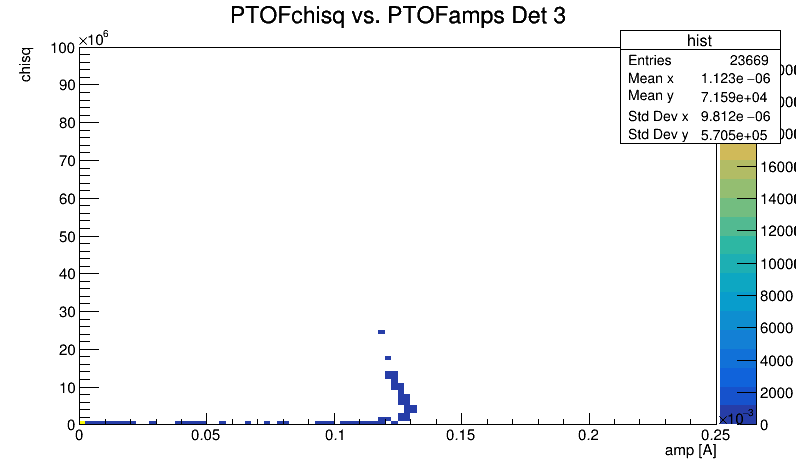 PTOFchisq vs. PTOFamps Det 3
×10⁶
chisq
100
90
80
70
60
50
40
30
20
10
0
0 0.05 0.1 0.15 0.2 0.25
×10⁻³
amp [A]
hist
Entries 23669
Mean x 1.123e−06
Mean y 7.159e+04
Std Dev x 9.812e−06
Std Dev y 5.705e+05
16000
14000
12000
10000
8000
6000
4000
2000
0